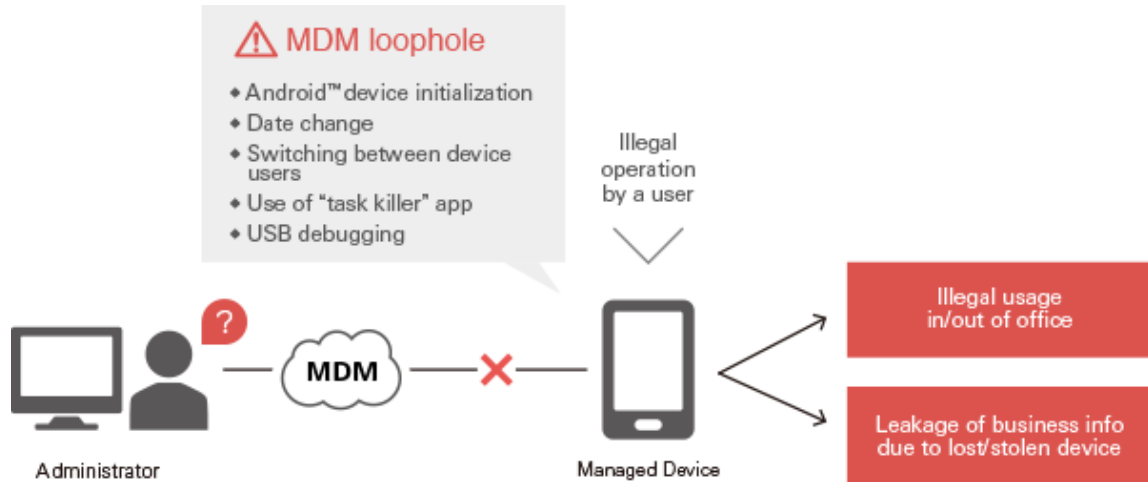 MDM loophole
◆ Android™ device initialization
◆ Date change
◆ Switching between device
users
◆ Use of “task killer” app
◆ USB debugging
Illegal
operation
by a user
?
MDM
Administrator
Managed Device
Illegal usage
in/out of office
Leakage of business info
due to lost/stolen device